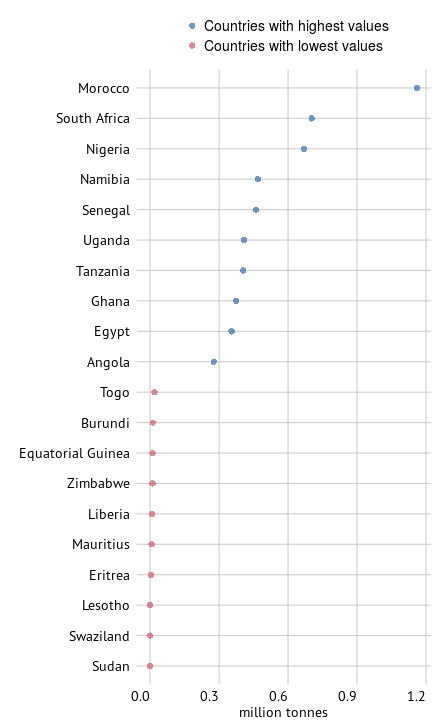 Countries with highest values
Countries with lowest values
Morocco
South Africa
Nigeria
Namibia
Senegal
Uganda
Tanzania
Ghana
Egypt
Angola
Togo
Burundi
Equatorial Guinea
Zimbabwe
Liberia
Mauritius
Eritrea
Lesotho
Swaziland
Sudan
0.0 0.3 0.6 0.9 1.2
million tonnes